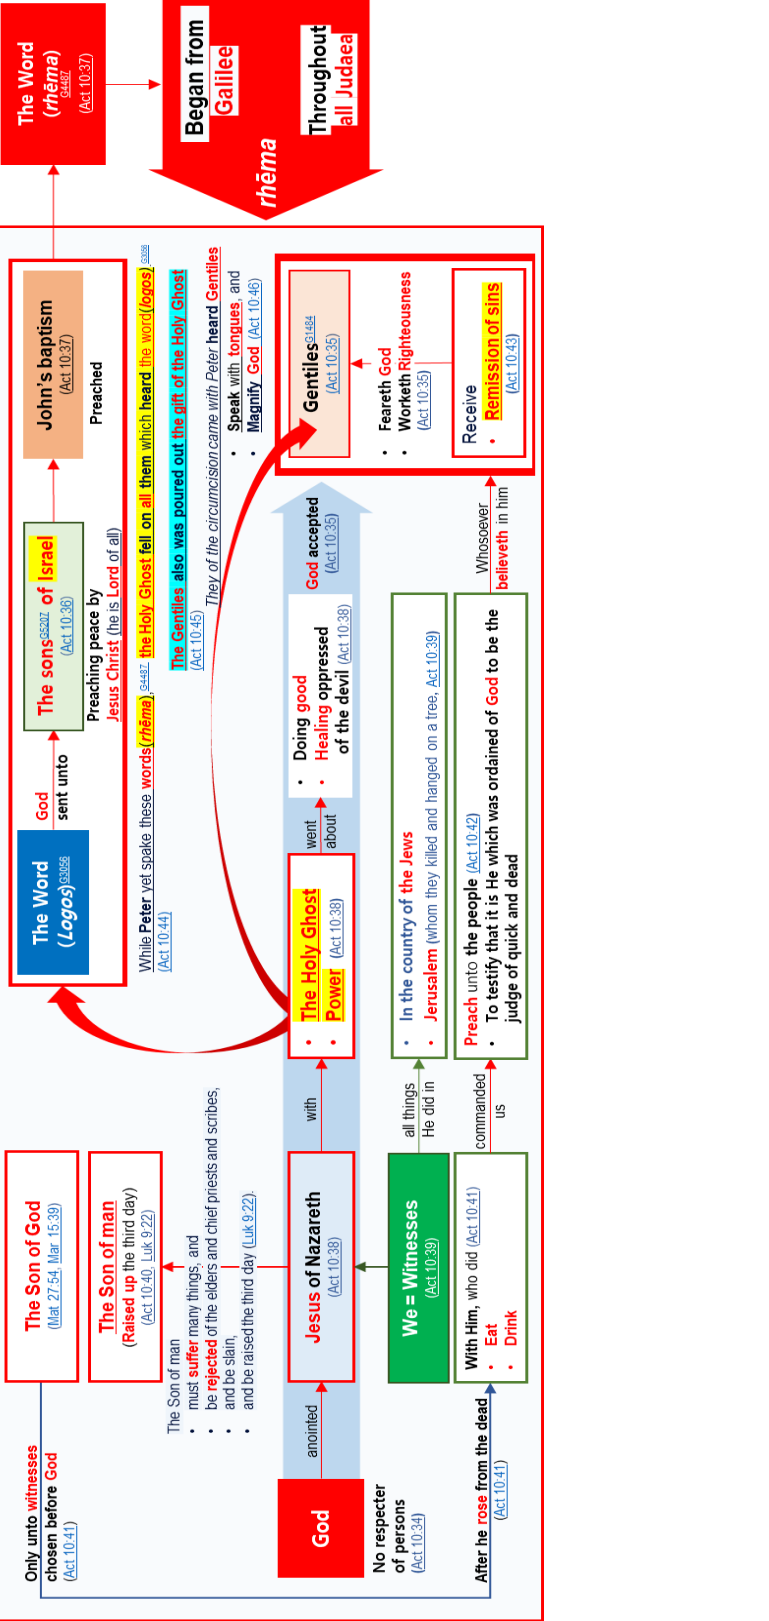 The Word
(rhēma)
G4487
(Act 10:37)
Began from
Galilee
Throughout
all Judaea
rhēma
The Word
(Logos)G3056
God
sent unto
The sonsG5207 of Israel
(Act 10:36)
Preaching peace by
Jesus Christ (he is Lord of all)
John's baptism
(Act 10:37)
Preached
While Peter yet spake these words(rhēma),G4487 the Holy Ghost fell on all them which heard the word(logos).G3056
(Act 10:44)
The Gentiles also was poured out the gift of the Holy Ghost
(Act 10:45)
They of the circumcision came with Peter heard Gentiles
• Speak with tongues, and
• Magnify God (Act 10:46)
The Son of God
(Mat 27:54, Mar 15:39)
The Son of man
(Raised up the third day)
(Act 10:40, Luk 9:22)
The Son of man
• must suffer many things, and
• be rejected of the elders and chief priests and scribes,
• and be slain,
• and be raised the third day (Luk 9:22).
Only unto witnesses
chosen before God
(Act 10:41)
God
No respecter
of persons
(Act 10:34)
anointed
Jesus of Nazareth
(Act 10:38)
with
• The Holy Ghost
• Power (Act 10:38)
went
about
• Doing good
• Healing oppressed
of the devil (Act 10:38)
God accepted
(Act 10:35)
GentilesG1484
(Act 10:35)
• Feareth God
• Worketh Righteousness
(Act 10:35)
Receive
• Remission of sins
(Act 10:43)
We = Witnesses
(Act 10:39)
all things
He did in
• In the country of the Jews
• Jerusalem (whom they killed and hanged on a tree, Act 10:39)
After he rose from the dead
(Act 10:41)
With Him, who did (Act 10:41)
• Eat
• Drink
commanded
us
Preach unto the people (Act 10:42)
• To testify that it is He which was ordained of God to be the
judge of quick and dead
Whosoever
believeth in him